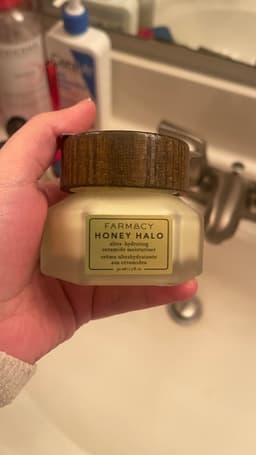 FARMACY
HONEY HALO
ultra-hydrating
ceramide moisturizer
crème ultrahydratante
aux céramides